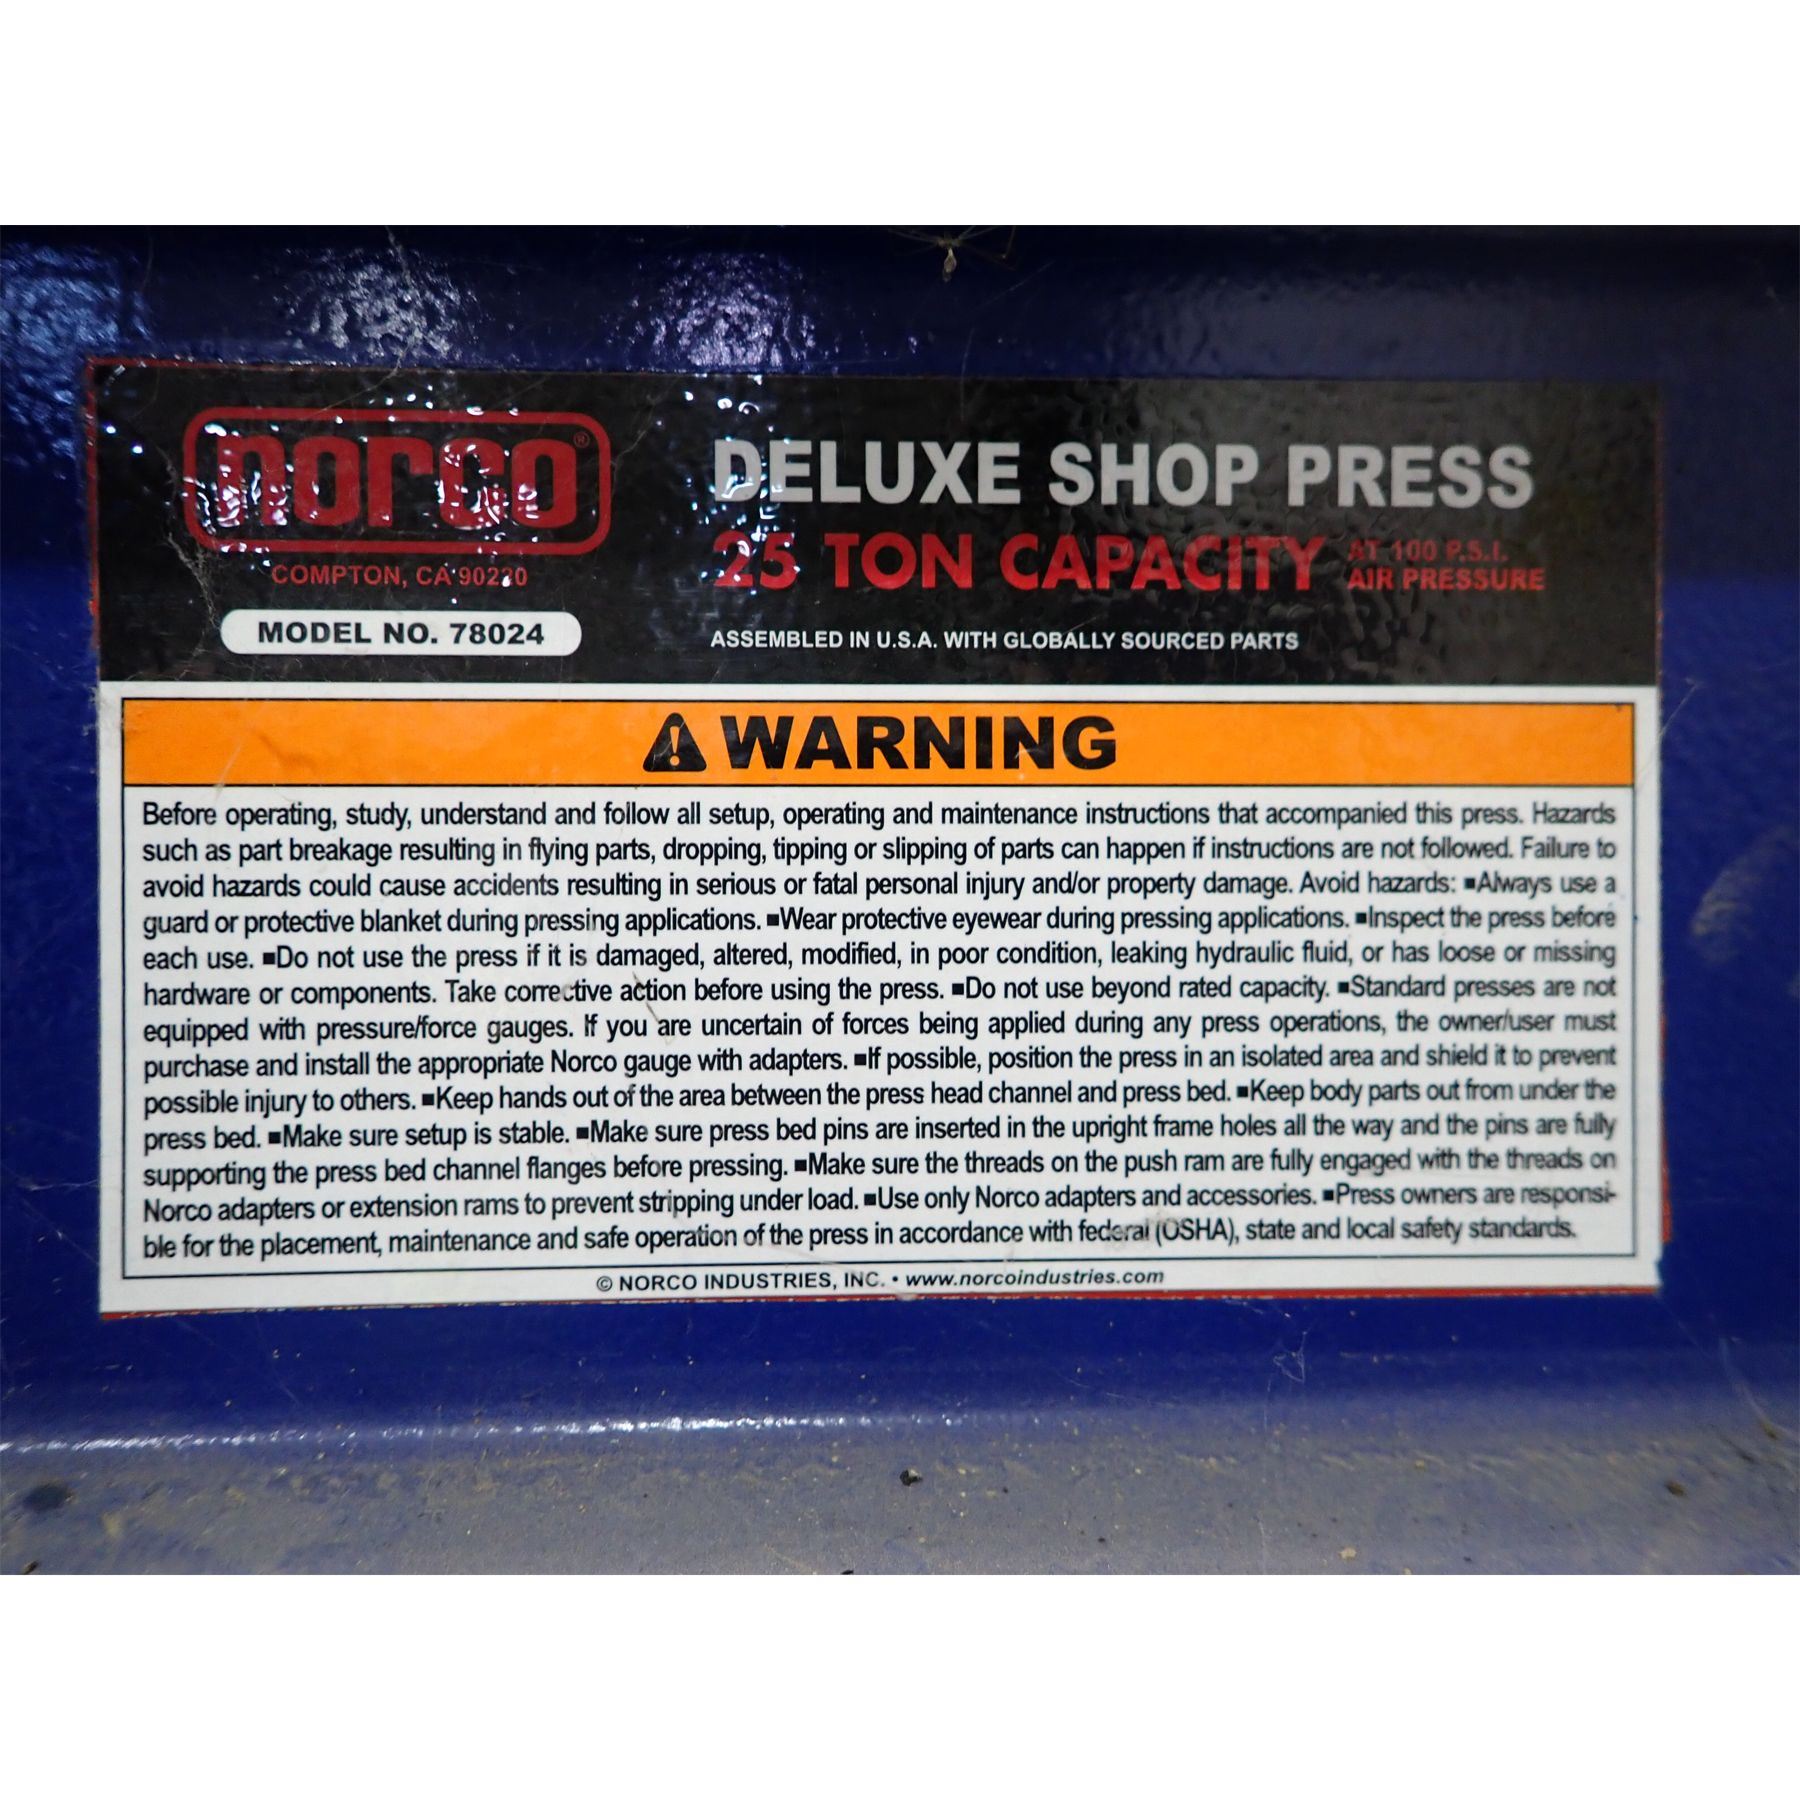 norco®
COMPTON, CA 90220
MODEL NO. 78024
DELUXE SHOP PRESS
25 TON CAPACITY AT 100 P.S.I. AIR PRESSURE
ASSEMBLED IN U.S.A. WITH GLOBALLY SOURCED PARTS
WARNING
Before operating, study, understand and follow all setup, operating and maintenance instructions that accompanied this press. Hazards
such as part breakage resulting in flying parts, dropping, tipping or slipping of parts can happen if instructions are not followed. Failure to
avoid hazards could cause accidents resulting in serious or fatal personal injury and/or property damage. Avoid hazards: ■Always use a
guard or protective blanket during pressing applications. ■Wear protective eyewear during pressing applications. ■Inspect the press before
each use. ■Do not use the press if it is damaged, altered, modified, in poor condition, leaking hydraulic fluid, or has loose or missing
hardware or components. Take corrective action before using the press. ■Do not use beyond rated capacity. ■Standard presses are not
equipped with pressure/force gauges. If you are uncertain of forces being applied during any press operations, the owner/user must
purchase and install the appropriate Norco gauge with adapters. ■If possible, position the press in an isolated area and shield it to prevent
possible injury to others. ■Keep hands out of the area between the press head channel and press bed. ■Keep body parts out from under the
press bed. ■Make sure setup is stable. ■Make sure press bed pins are inserted in the upright frame holes all the way and the pins are fully
supporting the press bed channel flanges before pressing. ■Make sure the threads on the push ram are fully engaged with the threads on
Norco adapters or extension rams to prevent stripping under load. ■Use only Norco adapters and accessories. ■Press owners are responsi-
ble for the placement, maintenance and safe operation of the press in accordance with federal (OSHA), state and local safety standards.
© NORCO INDUSTRIES, INC. • www.norcoindustries.com